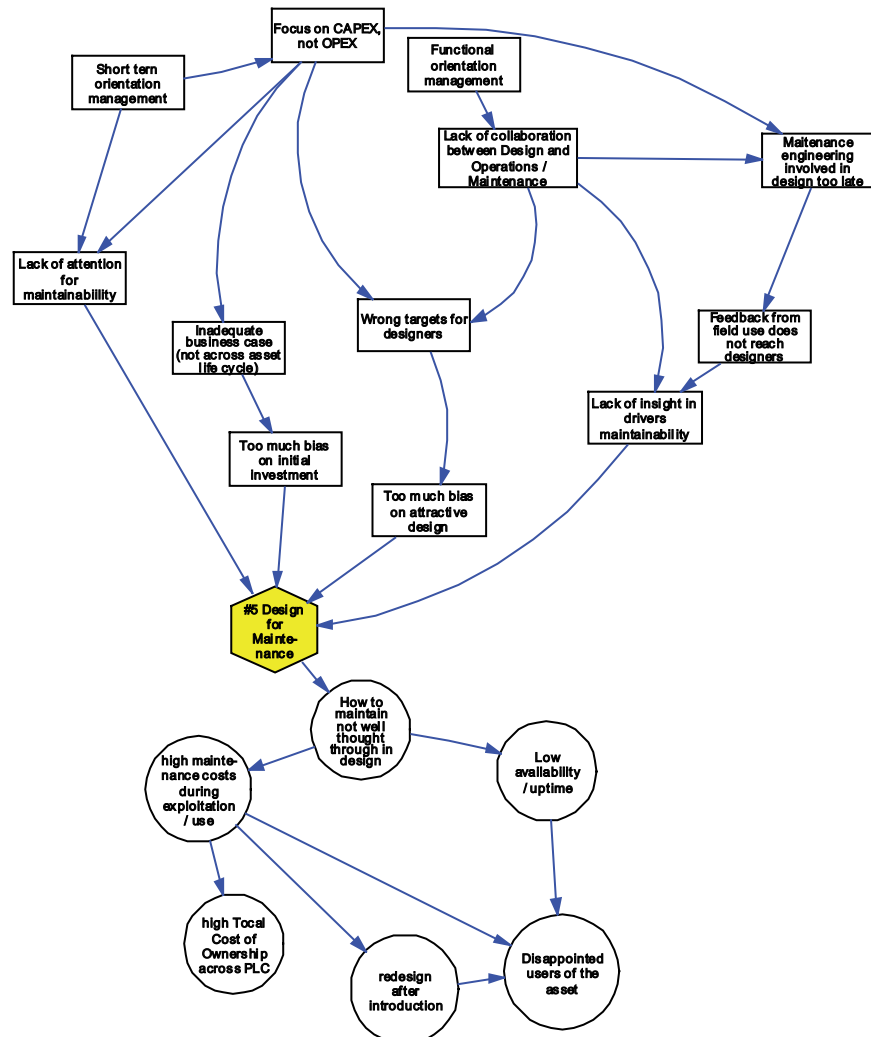 Focus on CAPEX,
not OPEX
Short tern
orientation
management
Functional
orientation
management
Lack of collaboration
between Design and
Operations /
Maintenance
Maitenance
engineering
involved in
design too late
Lack of attention
for
maintainabiility
Inadequate
business case
(not across asset
life cycle)
Wrong targets for
designers
Feedback from
field use does
not reach
designers
Lack of insight in
drivers
maintainability
Too much bias
on initial
investment
Too much bias
on attractive
design
#5 Design
for
Mainte-
nance
How to
maintain
not well
thought
through in
design
high mainte-
nance costs
during
exploitation
/ use
Low
availability
/ uptime
high Tocal
Cost of
Ownership
across PLC
redesign
after
introduction
Disappointed
users of the
asset